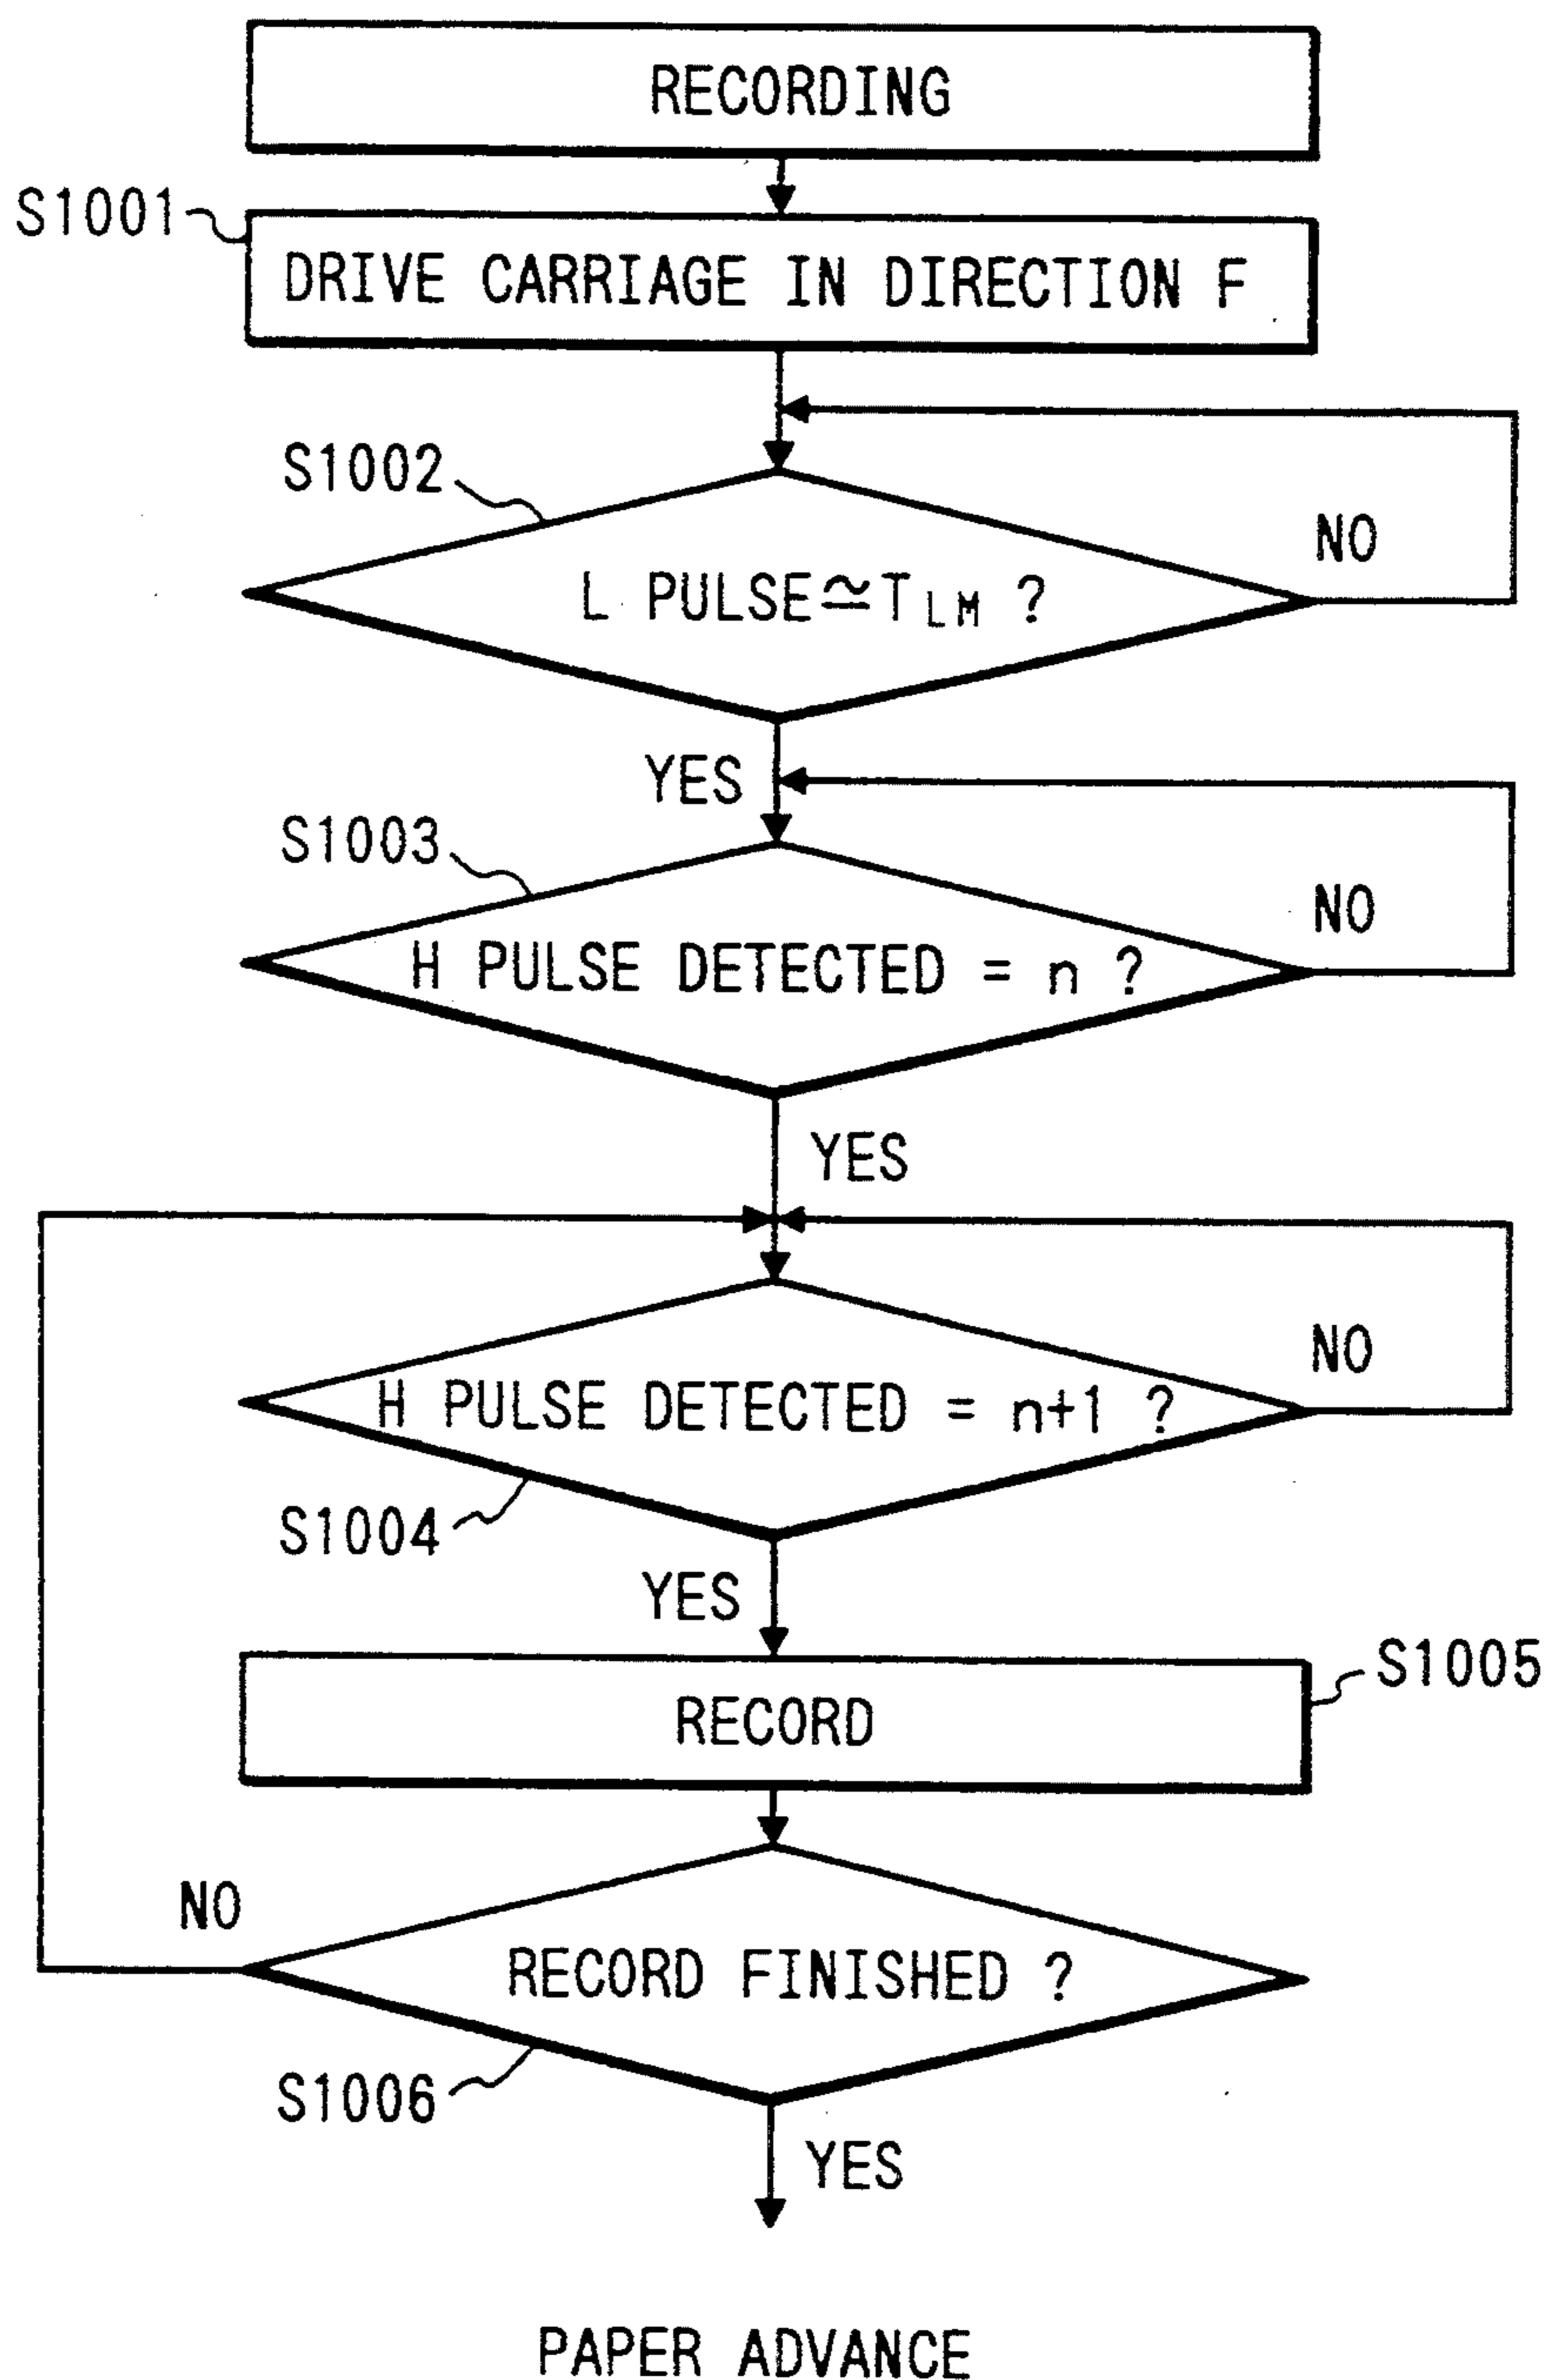 RECORDING
S1001
DRIVE CARRIAGE IN DIRECTION F
S1002
NO
L PULSE≃TLM ?
YES
S1003
NO
H PULSE DETECTED = n ?
YES
NO
H PULSE DETECTED = n+1 ?
S1004
YES
S1005
RECORD
NO
RECORD FINISHED ?
S1006
YES
PAPER ADVANCE